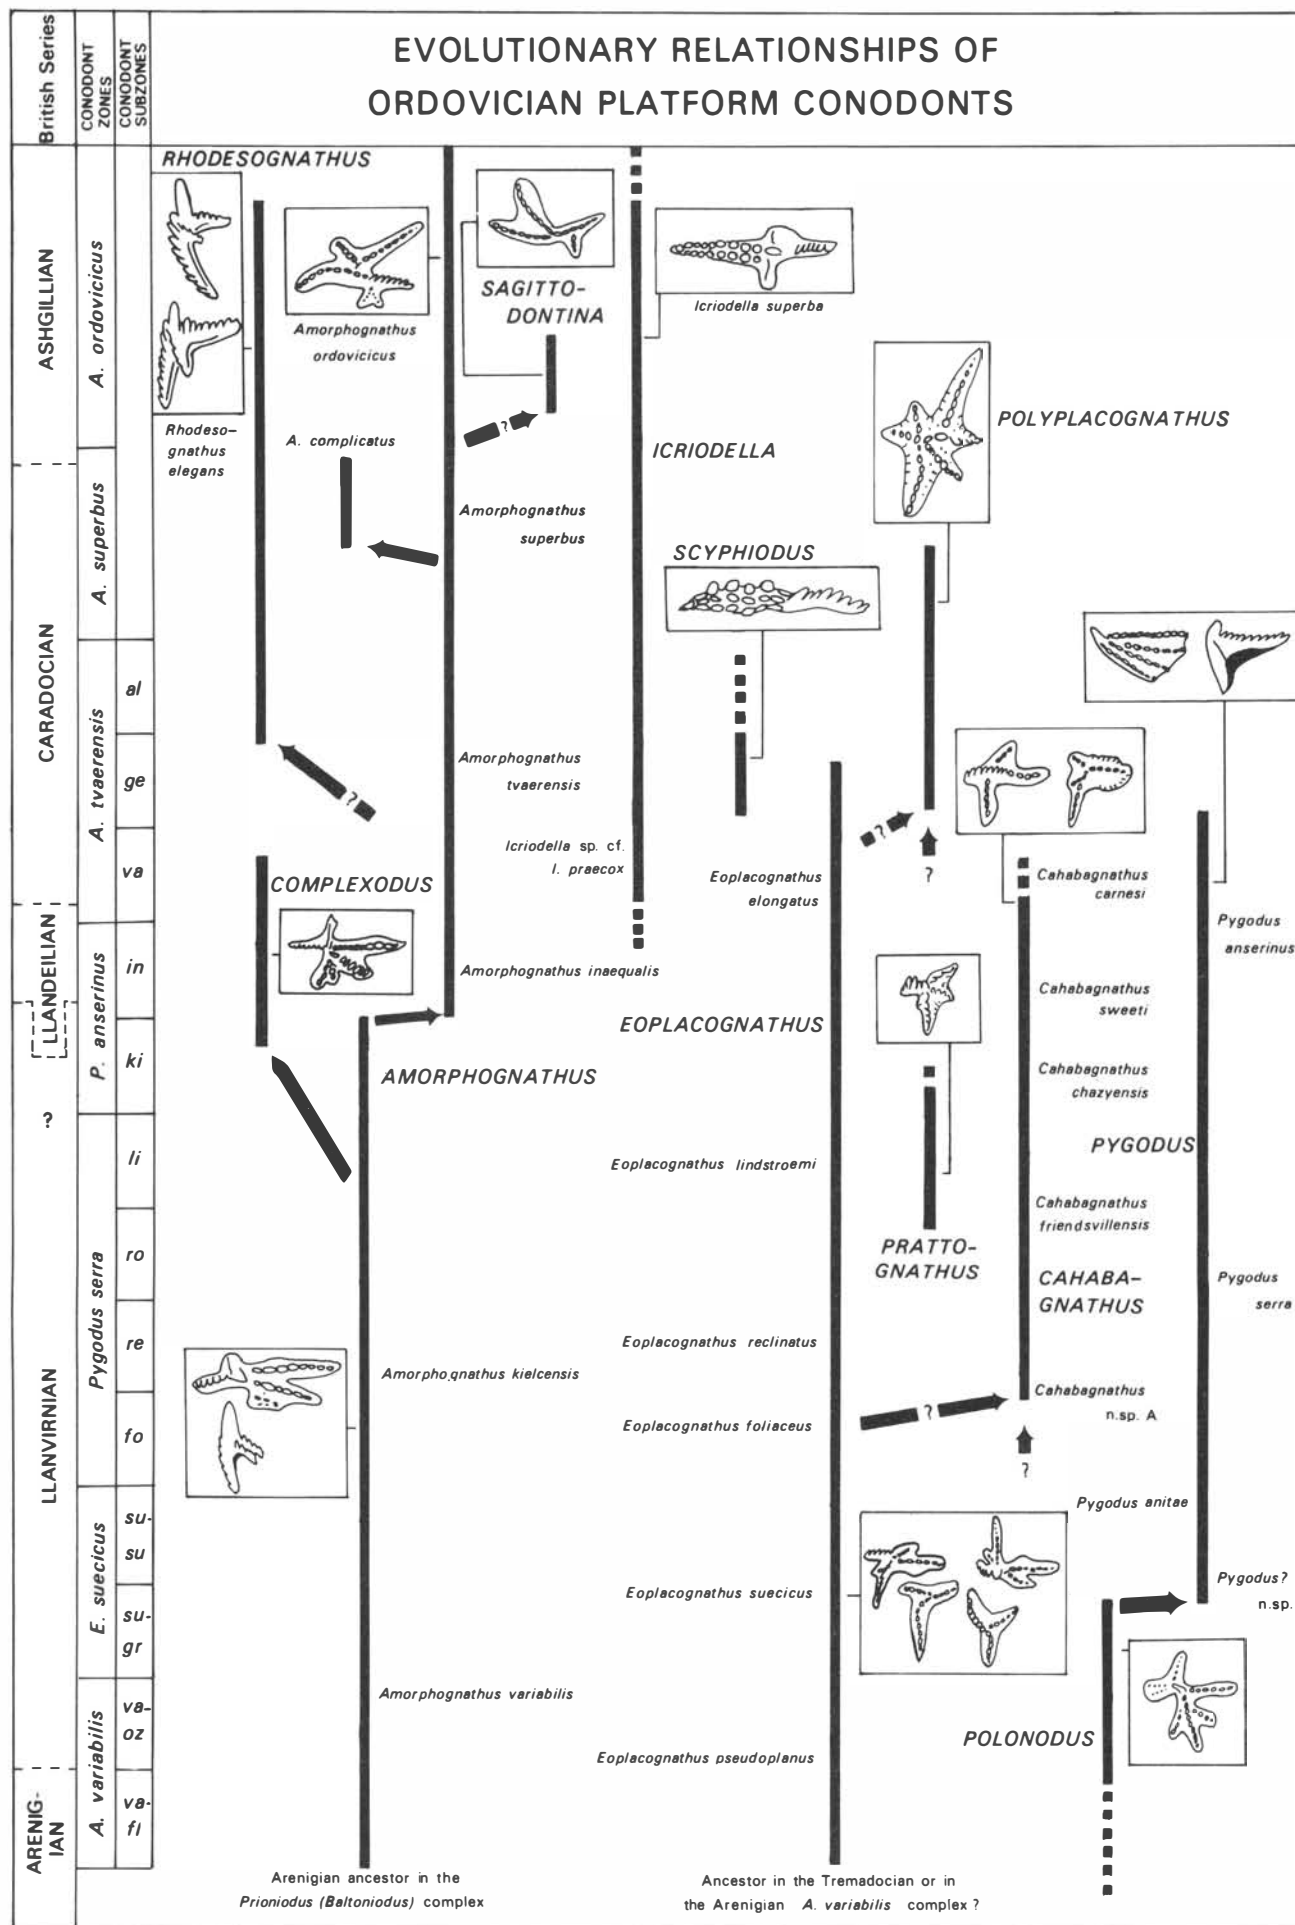 EVOLUTIONARY RELATIONSHIPS OF
ORDOVICIAN PLATFORM CONODONTS
British Series
CONODONT
ZONES
CONODONT
SUBZONES
ASHGILLIAN
CARADOCIAN
LLANDEILIAN
?
LLANVIRNIAN
ARENIG-
IAN
A. ordovicicus
A. superbus
A. tvaerensis
P. anserinus
Pygodus serra
E. suecicus
A. variabilis
al
ge
va
in
ki
li
ro
re
fo
su-
su
su-
gr
va-
oz
va-
fl
RHODESOGNATHUS
Rhodeso-
gnathus
elegans
Amorphognathus
ordovicicus
A. complicatus
SAGITTO-
DONTINA
?
Amorphognathus
superbus
Icriodella superba
ICRIODELLA
POLYPLACOGNATHUS
SCYPHIODUS
Amorphognathus
tvaerensis
?
Icriodella sp. cf.
I. praecox
COMPLEXODUS
Amorphognathus inaequalis
AMORPHOGNATHUS
?
?
Eoplacognathus
elongatus
Cahabagnathus
carnesi
Pygodus
anserinus
EOPLACOGNATHUS
Cahabagnathus
sweeti
Cahabagnathus
chazyensis
PYGODUS
Eoplacognathus lindstroemi
Cahabagnathus
friendsvillensis
PRATTO-
GNATHUS
CAHABA-
GNATHUS
Pygodus
serra
Eoplacognathus reclinatus
Amorphognathus kielcensis
Cahabagnathus
n.sp. A
Eoplacognathus foliaceus
?
?
Pygodus anitae
Eoplacognathus suecicus
Pygodus?
n.sp.
Amorphognathus variabilis
POLONODUS
Eoplacognathus pseudoplanus
Arenigian ancestor in the
Prioniodus (Baltoniodus) complex
Ancestor in the Tremadocian or in
the Arenigian A. variabilis complex ?